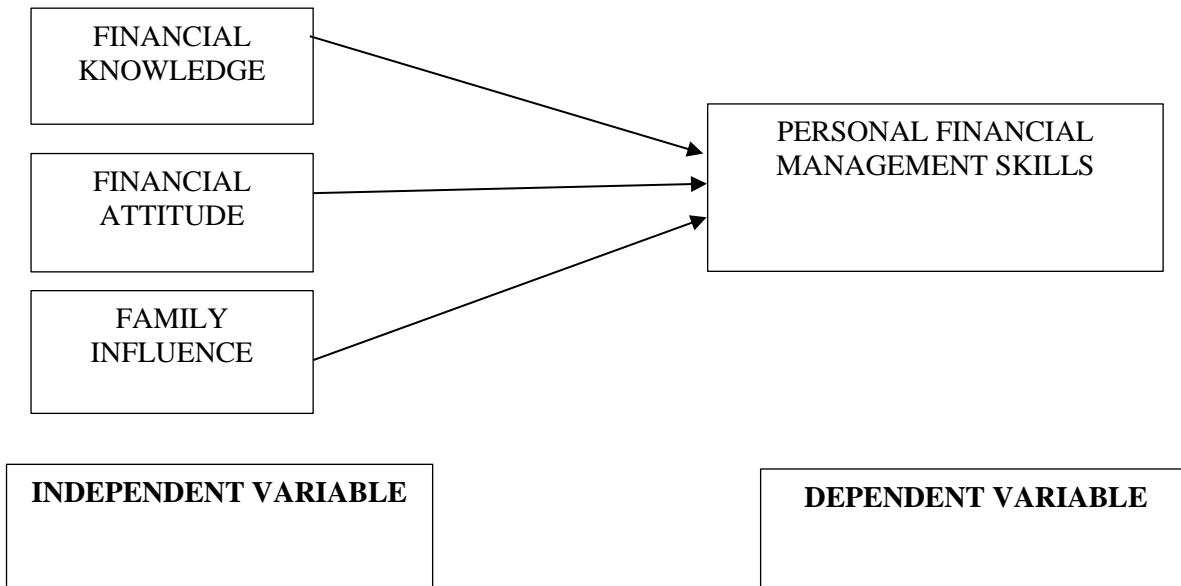 FINANCIAL
KNOWLEDGE
PERSONAL FINANCIAL
MANAGEMENT SKILLS
FINANCIAL
ATTITUDE
FAMILY
INFLUENCE
INDEPENDENT VARIABLE
DEPENDENT VARIABLE